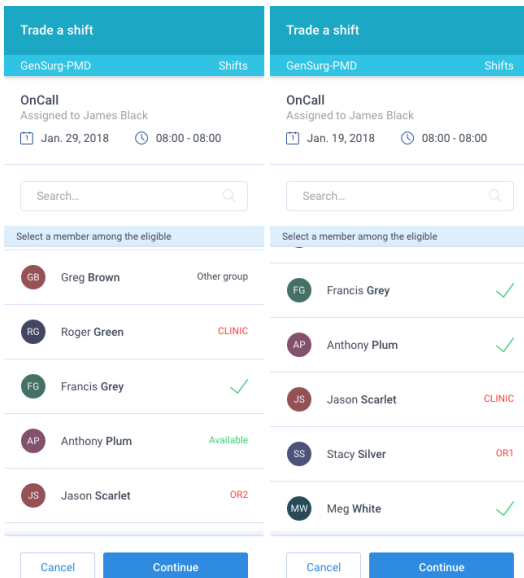 Trade a shift
GenSurg-PMD Shifts
OnCall
Assigned to James Black
1 Jan. 29, 2018 08:00 - 08:00
Search...
Select a member among the eligible
GB Greg Brown Other group
RG Roger Green CLINIC
FG Francis Grey
AP Anthony Plum Available
JS Jason Scarlet OR2
Cancel Continue
Trade a shift
GenSurg-PMD Shifts
OnCall
Assigned to James Black
1 Jan. 19, 2018 08:00 - 08:00
Search...
Select a member among the eligible
FG Francis Grey
AP Anthony Plum
JS Jason Scarlet CLINIC
SS Stacy Silver OR1
MW Meg White
Cancel Continue